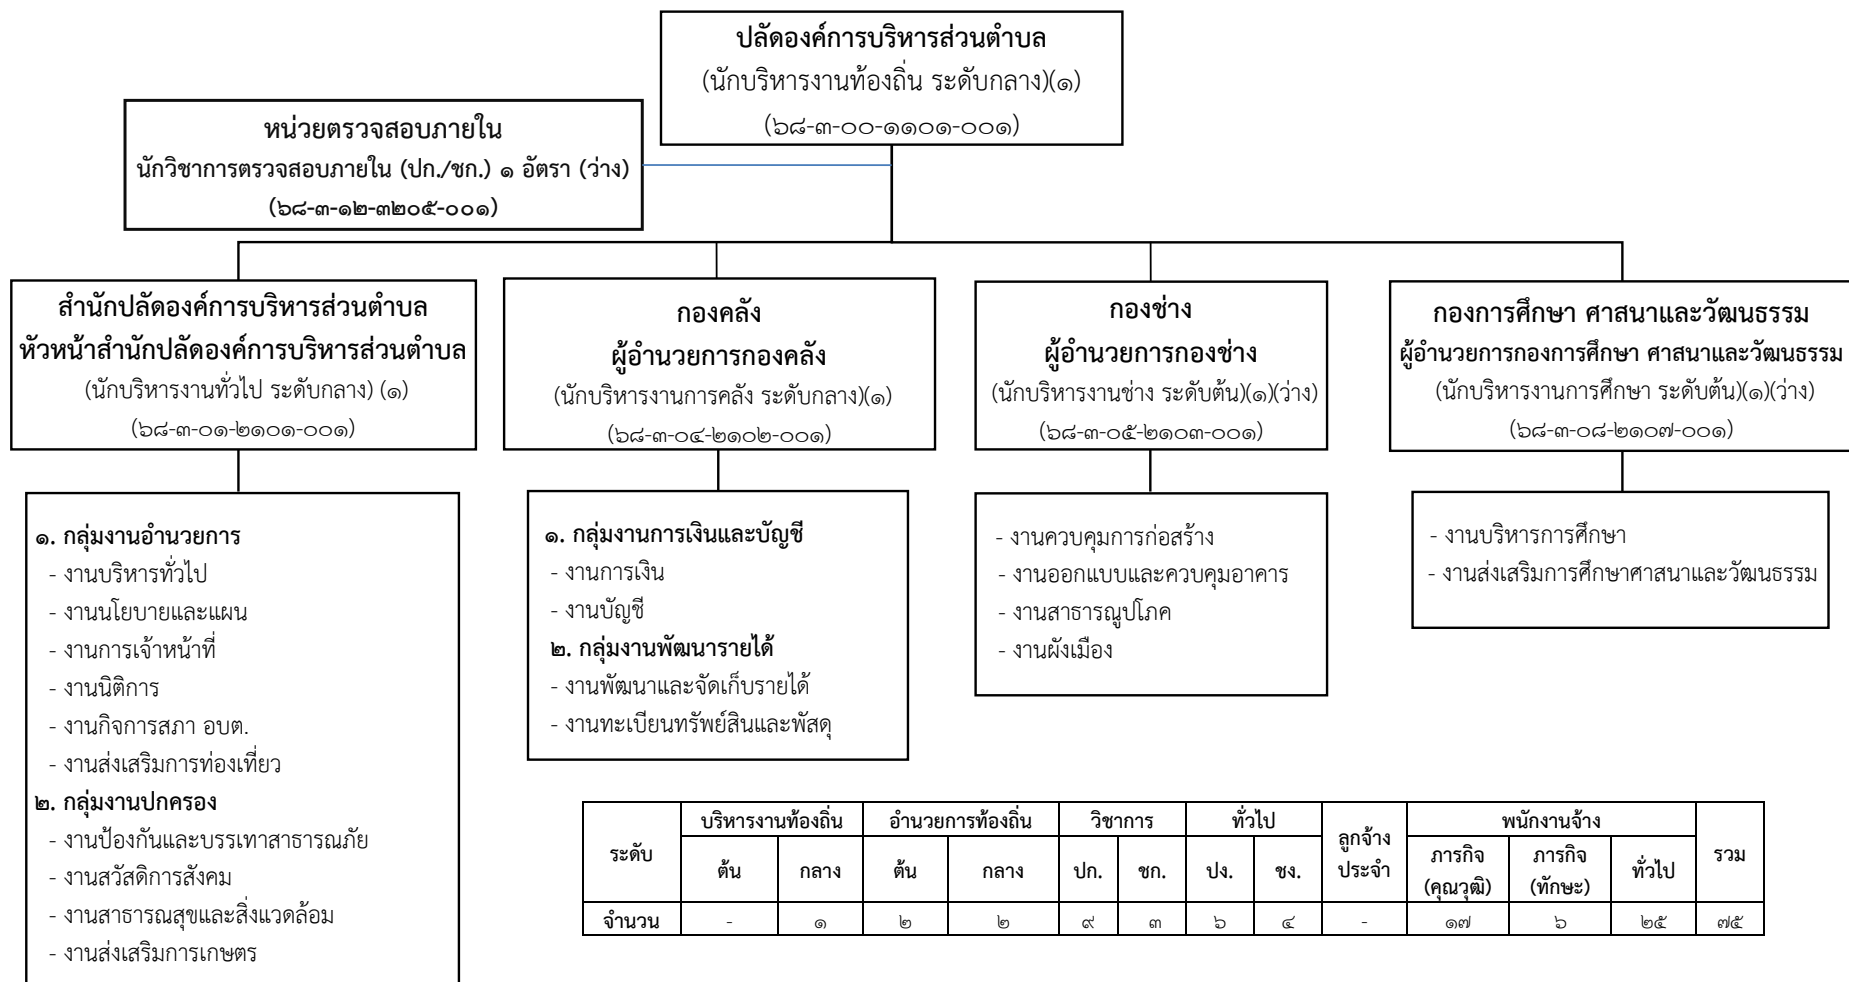 ปลัดองค์การบริหารส่วนตำบล
(นักบริหารงานท้องถิ่น ระดับกลาง)(๑)
(๖๘-๓-๐๐-๑๑๐๑-๐๐๑)
หน่วยตรวจสอบภายใน
นักวิชาการตรวจสอบภายใน (ปก./ชก.) ๑ อัตรา (ว่าง)
(๖๘-๓-๑๒-๓๒๐๕-๐๐๑)
สำนักปลัดองค์การบริหารส่วนตำบล
หัวหน้าสำนักปลัดองค์การบริหารส่วนตำบล
(นักบริหารงานทั่วไป ระดับกลาง) (๑)
(๖๘-๓-๐๑-๒๑๐๑-๐๐๑)
กองคลัง
ผู้อำนวยการกองคลัง
(นักบริหารงานการคลัง ระดับกลาง)(๑)
(๖๘-๓-๐๔-๒๑๐๒-๐๐๑)
กองช่าง
ผู้อำนวยการกองช่าง
(นักบริหารงานช่าง ระดับต้น)(๑)(ว่าง)
(๖๘-๓-๐๕-๒๑๐๓-๐๐๑)
กองการศึกษา ศาสนาและวัฒนธรรม
ผู้อำนวยการกองการศึกษา ศาสนาและวัฒนธรรม
(นักบริหารงานการศึกษา ระดับต้น)(๑)(ว่าง)
(๖๘-๓-๐๘-๒๑๐๗-๐๐๑)
๑. กลุ่มงานอำนวยการ
- งานบริหารทั่วไป
- งานนโยบายและแผน
- งานการเจ้าหน้าที่
- งานนิติการ
- งานกิจการสภา อบต.
- งานส่งเสริมการท่องเที่ยว
๒. กลุ่มงานปกครอง
- งานป้องกันและบรรเทาสาธารณภัย
- งานสวัสดิการสังคม
- งานสาธารณสุขและสิ่งแวดล้อม
- งานส่งเสริมการเกษตร
๑. กลุ่มงานการเงินและบัญชี
- งานการเงิน
- งานบัญชี
๒. กลุ่มงานพัฒนารายได้
- งานพัฒนาและจัดเก็บรายได้
- งานทะเบียนทรัพย์สินและพัสดุ
- งานควบคุมการก่อสร้าง
- งานออกแบบและควบคุมอาคาร
- งานสาธารณูปโภค
- งานผังเมือง
- งานบริหารการศึกษา
- งานส่งเสริมการศึกษาศาสนาและวัฒนธรรม
ระดับ บริหารงานท้องถิ่น อำนวยการท้องถิ่น วิชาการ ทั่วไป ลูกจ้าง ประจำ พนักงานจ้าง รวม
ต้น กลาง ต้น กลาง ปก. ชก. ปง. ชง. ภารกิจ (คุณวุฒิ) ภารกิจ (ทักษะ) ทั่วไป
จำนวน - ๑ ๒ ๒ ๙ ๓ ๖ ๔ - ๑๗ ๖ ๒๕ ๗๕